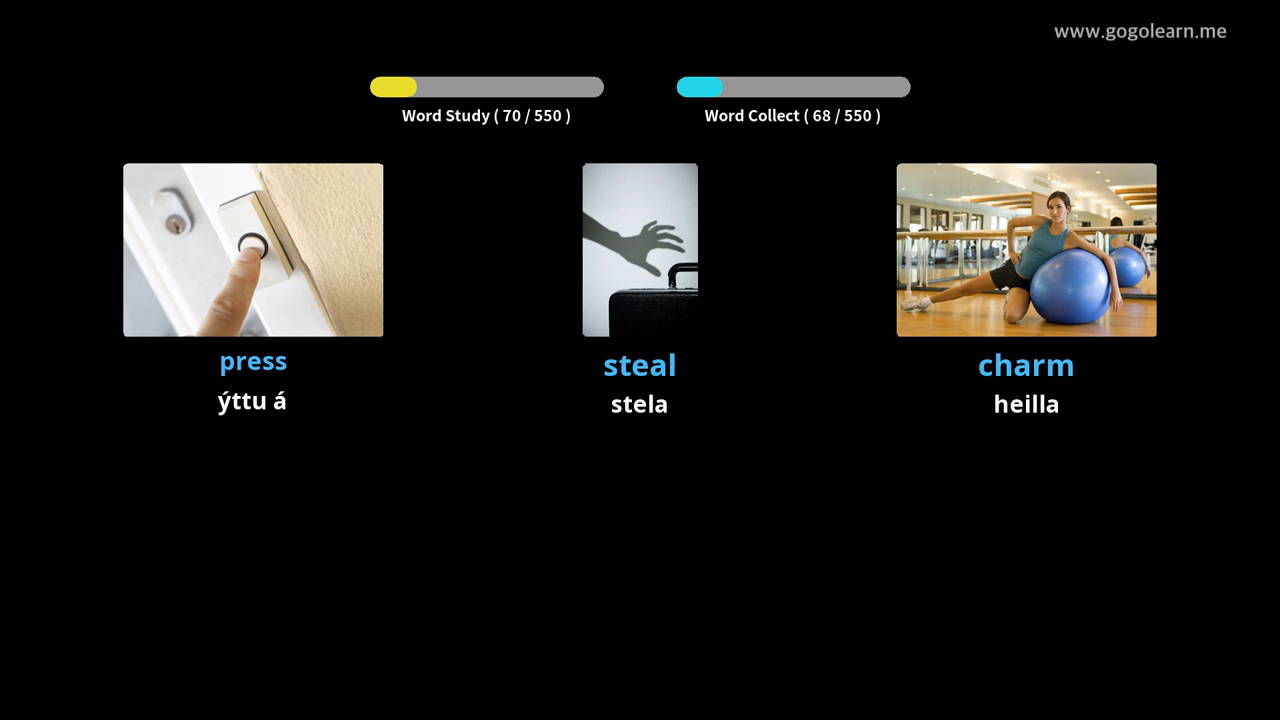 www.gogolearn.me
Word Study ( 70 / 550 )
Word Collect ( 68 / 550 )
press
ýttu á
steal
stela
charm
heilla